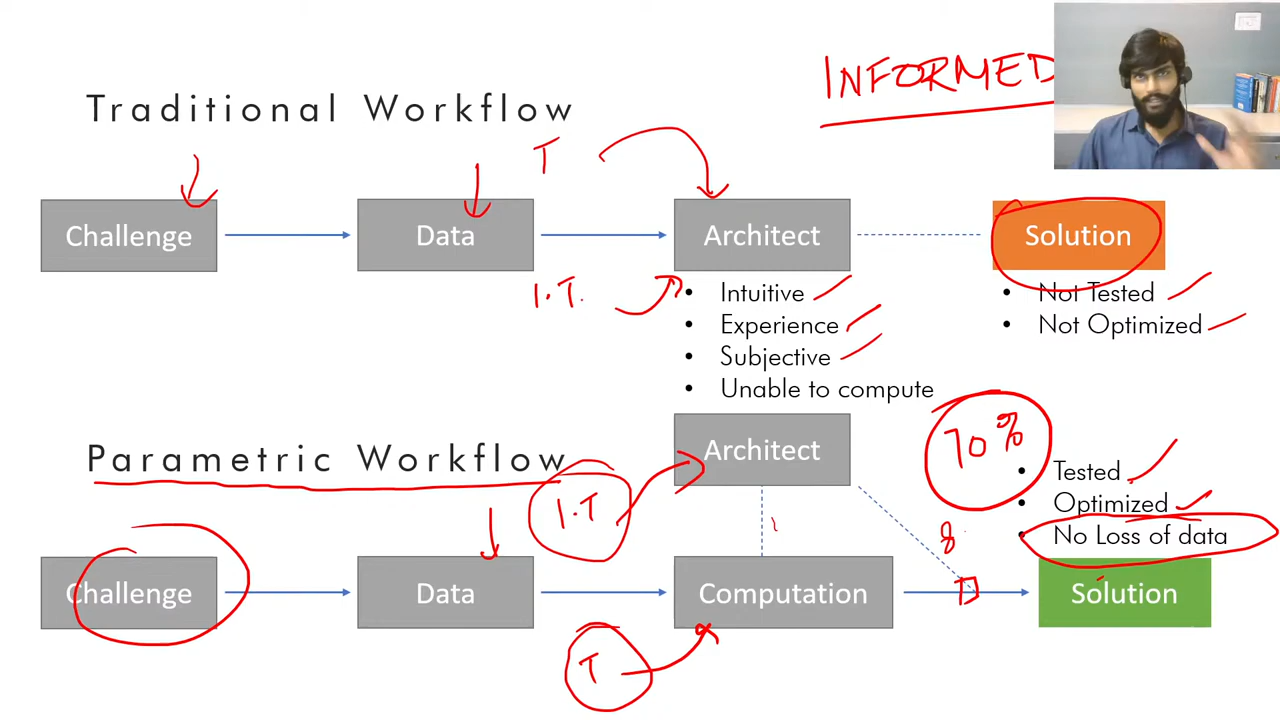 INFORMED
Traditional Workflow
T
Challenge
Data
Architect
Solution
I.T.
• Intuitive
• Experience
• Subjective
• Unable to compute
• Not Tested
• Not Optimized
Parametric Workflow
Architect
70%
I.T
• Tested
• Optimized
• No Loss of data
8
Challenge
Data
Computation
Solution
T